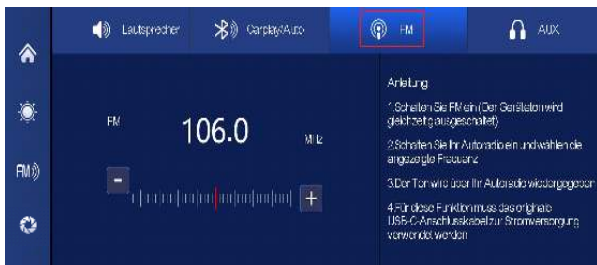 Lautsprecher
Carplay/Auto
FM
AUX
FM
106.0
MHz
FM
Anleitung
1.Schalten Sie FM ein (Der Geräteton wird
gleichzeitig ausgeschaltet)
2.Schalten Sie Ihr Autoradio ein und wählen die
angezeigte Frequenz
3.Der Ton wird über Ihr Autoradio wiedergegeben
4.Für diese Funktion muss das originale
USB-C-Anschlusskabel zur Stromversorgung
verwendet werden